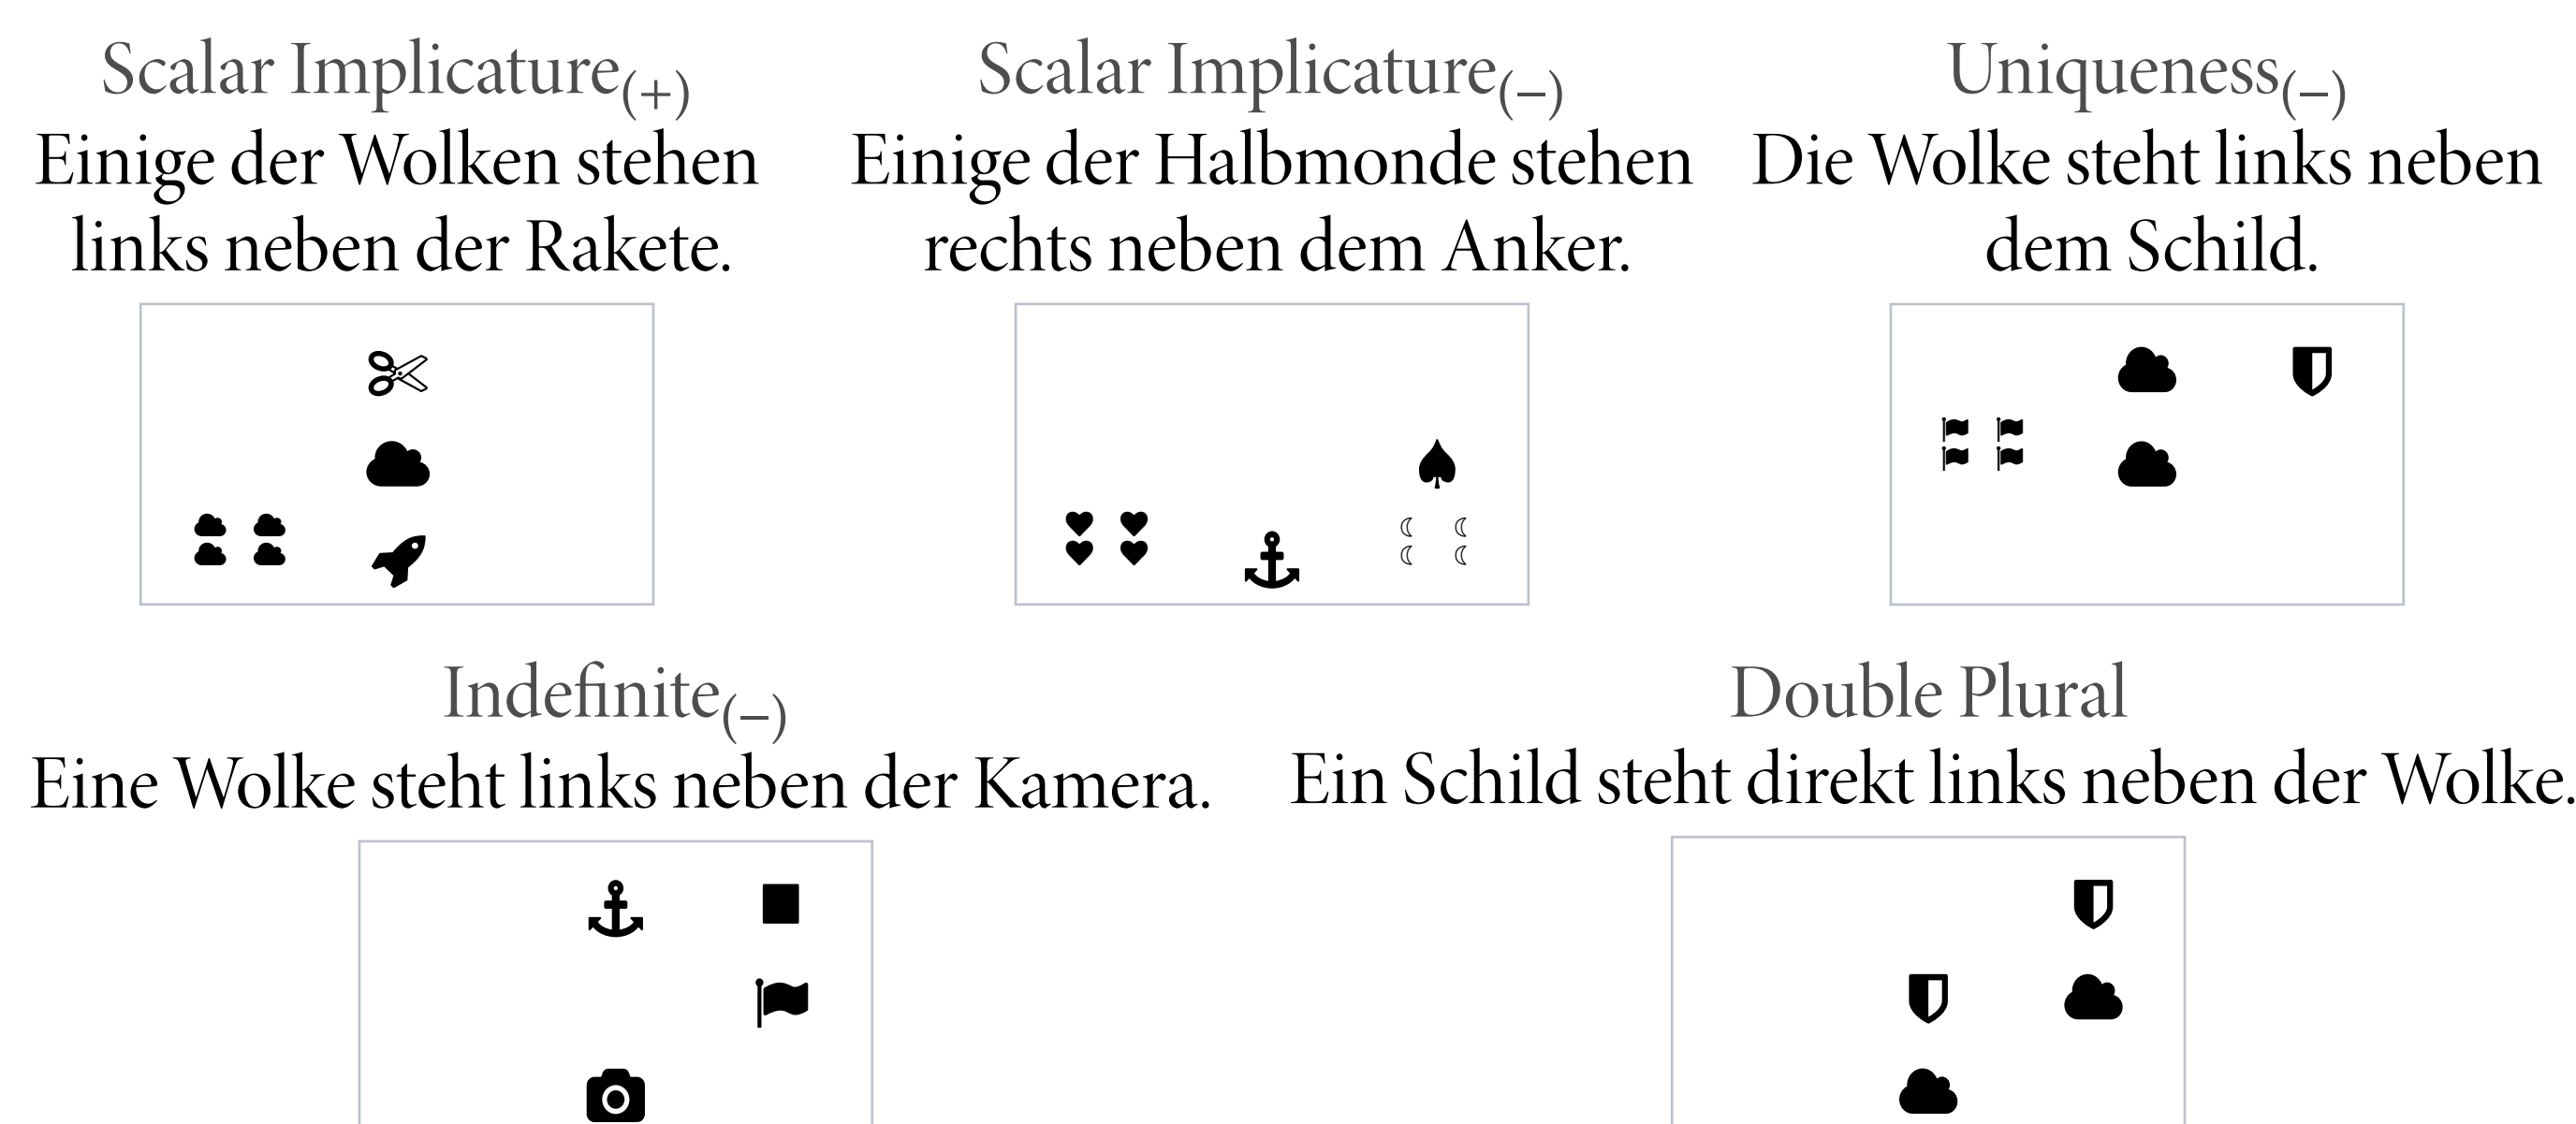 Scalar Implicature(+)
Einige der Wolken stehen
links neben der Rakete.
Scalar Implicature(–)
Einige der Halbmonde stehen
rechts neben dem Anker.
Uniqueness(–)
Die Wolke steht links neben
dem Schild.
Indefinite(–)
Eine Wolke steht links neben der Kamera.
Double Plural
Ein Schild steht direkt links neben der Wolke.